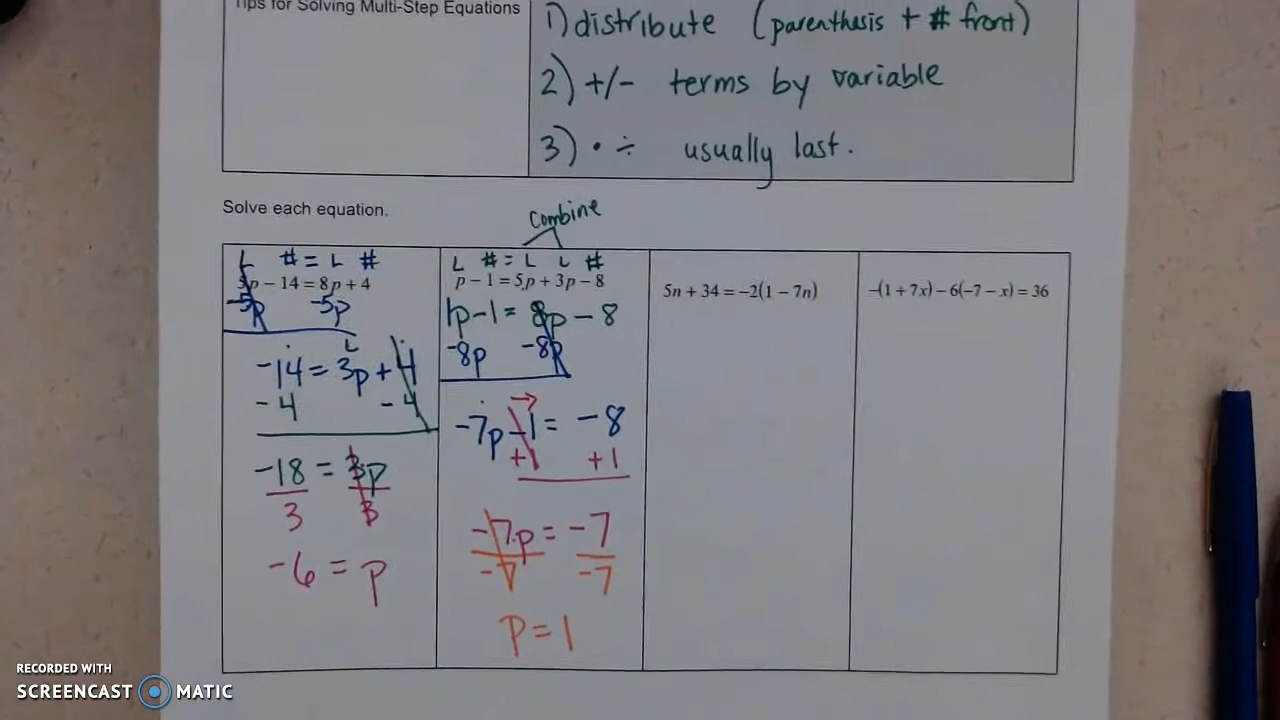 Tips for Solving Multi-Step Equations
1) distribute (parenthesis + # front)
2) +/- terms by variable
3) • ÷ usually last.
Solve each equation.
combine
L # = L #
5p − 14 = 8p + 4
-5p -5p
L
-14 = 3p + 4
-4 -4
-18 = 3p
3 3
-6 = p
L # = L L #
p − 1 = 5p + 3p − 8
1p - 1 = 8p - 8
-8p -8p
-7p - 1 = -8
+1 +1
-7p = -7
-7 -7
p = 1
5n + 34 = −2(1 − 7n)
−(1 + 7x) − 6(−7 − x) = 36
RECORDED WITH
SCREENCAST MATIC